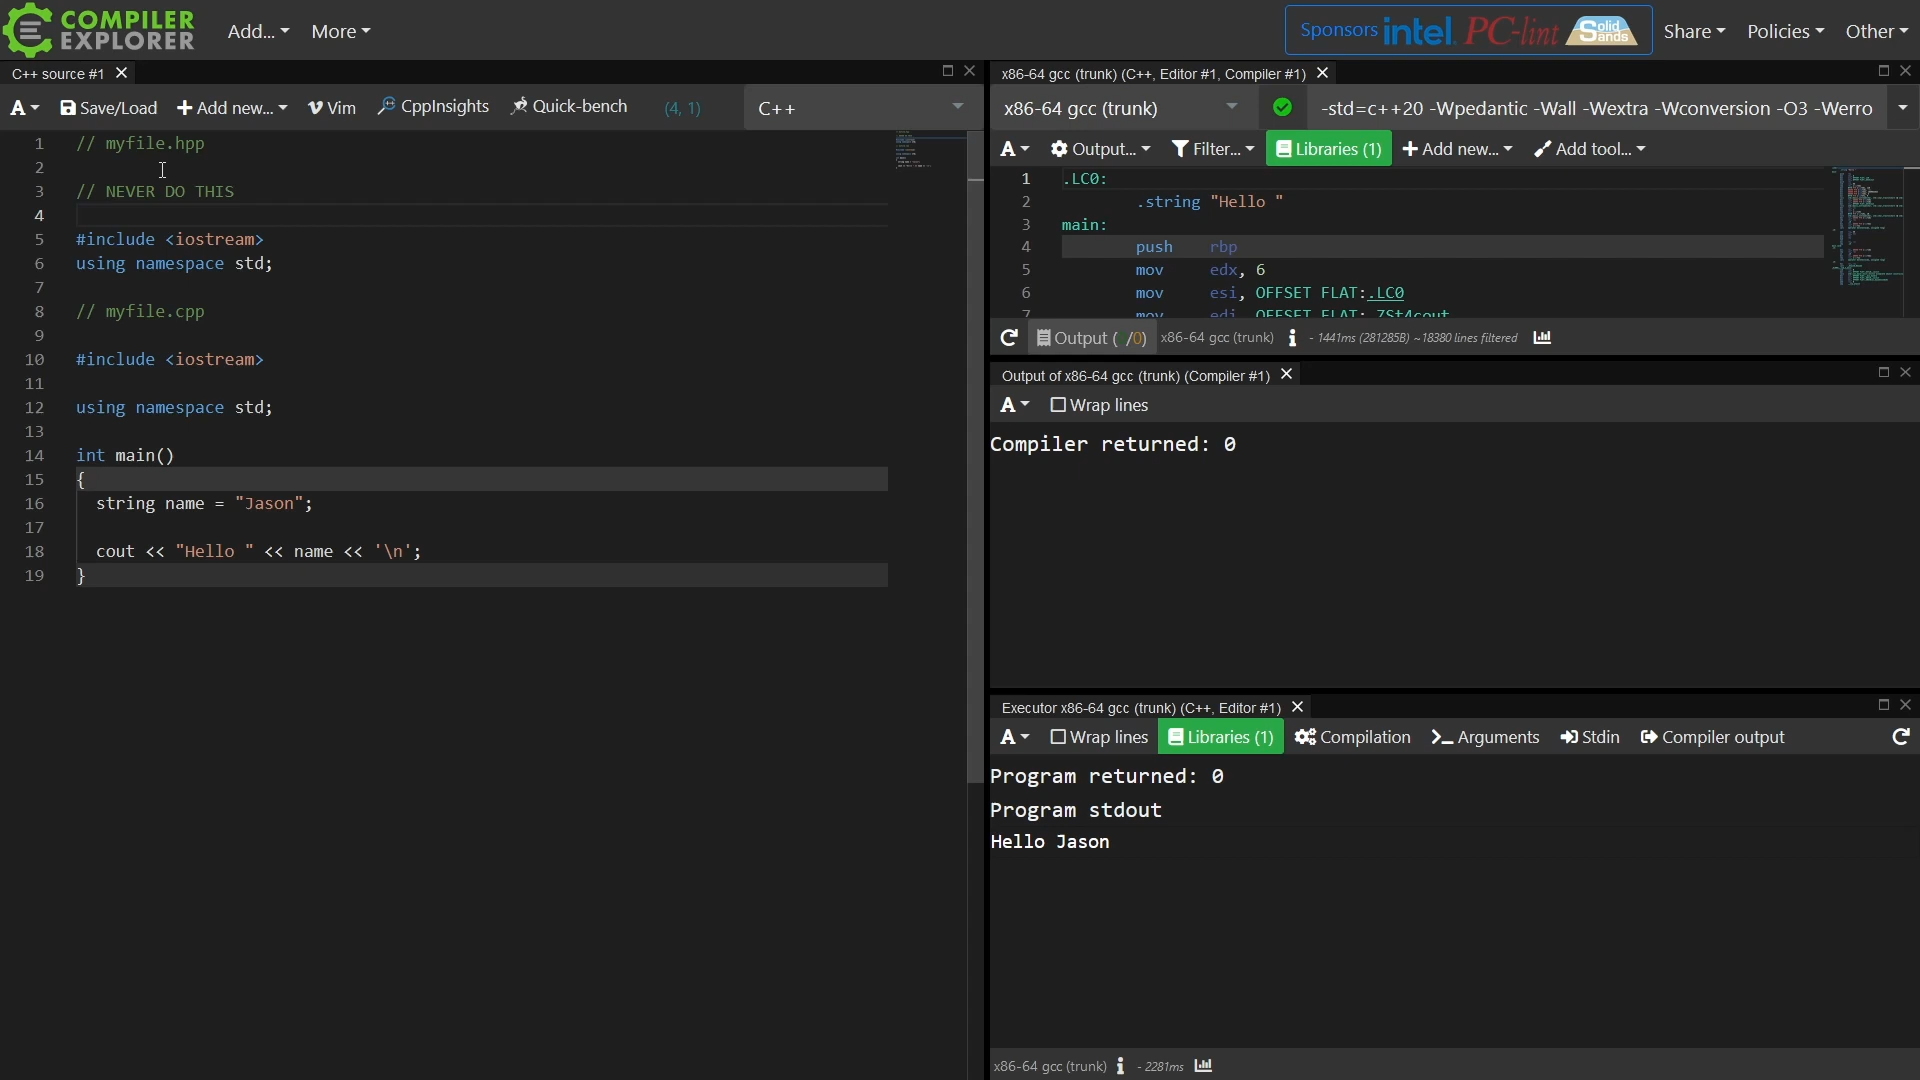 COMPILER
EXPLORER
Add...
More
Sponsors intel. PC-lint Solid Sands
Share
Policies
Other
C++ source #1
A
Save/Load
Add new...
Vim
CppInsights
Quick-bench
(4, 1)
C++
1 // myfile.hpp
2
3 // NEVER DO THIS
4
5 #include <iostream>
6 using namespace std;
7
8 // myfile.cpp
9
10 #include <iostream>
11
12 using namespace std;
13
14 int main()
15 {
16 string name = "Jason";
17
18 cout << "Hello " << name << '\n';
19 }
x86-64 gcc (trunk) (C++, Editor #1, Compiler #1)
x86-64 gcc (trunk)
-std=c++20 -Wpedantic -Wall -Wextra -Wconversion -O3 -Werro
A
Output...
Filter...
Libraries (1)
Add new...
Add tool...
1 .LC0:
2 .string "Hello "
3 main:
4 push rbp
5 mov edx, 6
6 mov esi, OFFSET FLAT:.LC0
7 mov edi, OFFSET FLAT:_ZSt4cout
Output ( /0)
x86-64 gcc (trunk)
- 1441ms (281285B) ~18380 lines filtered
Output of x86-64 gcc (trunk) (Compiler #1)
A
Wrap lines
Compiler returned: 0
Executor x86-64 gcc (trunk) (C++, Editor #1)
A
Wrap lines
Libraries (1)
Compilation
Arguments
Stdin
Compiler output
Program returned: 0
Program stdout
Hello Jason
x86-64 gcc (trunk)
- 2281ms